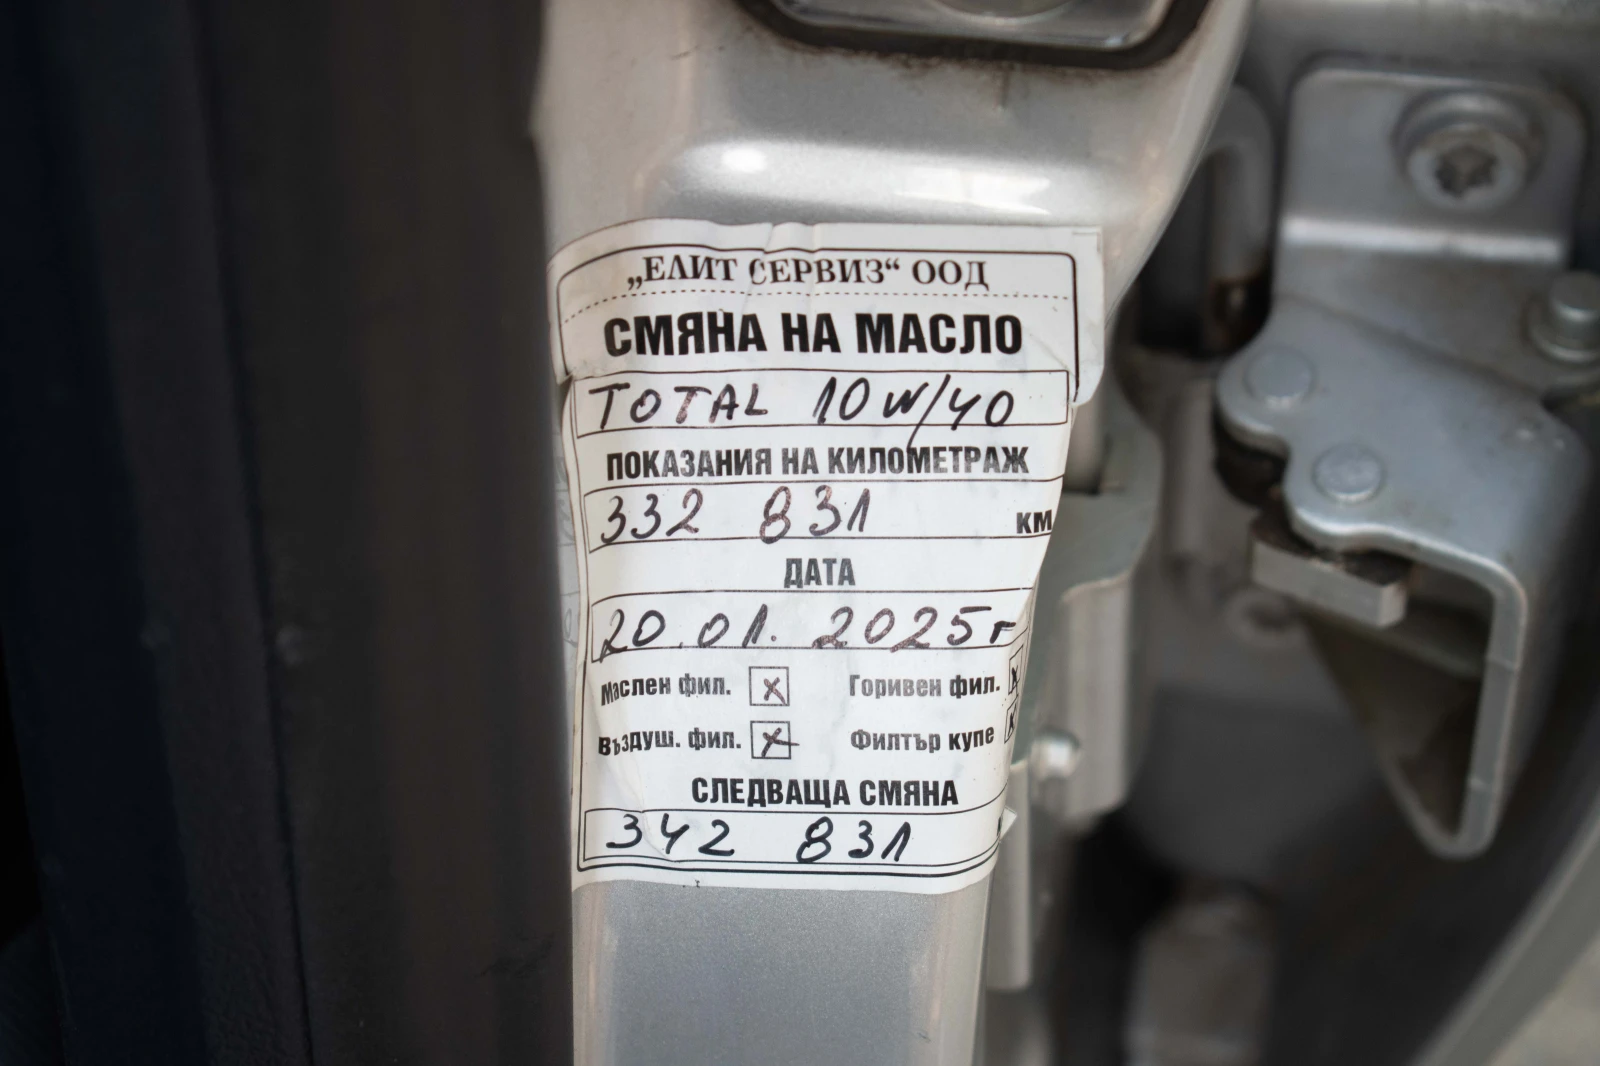 „ЕЛИТ СЕРВИЗ“ ООД
СМЯНА НА МАСЛО
TOTAL 10W/40
ПОКАЗАНИЯ НА КИЛОМЕТРАЖ
332 831 КМ
ДАТА
20.01.2025г
Маслен фил. X Горивен фил. X
Въздуш. фил. X Филтър купе X
СЛЕДВАЩА СМЯНА
342 831